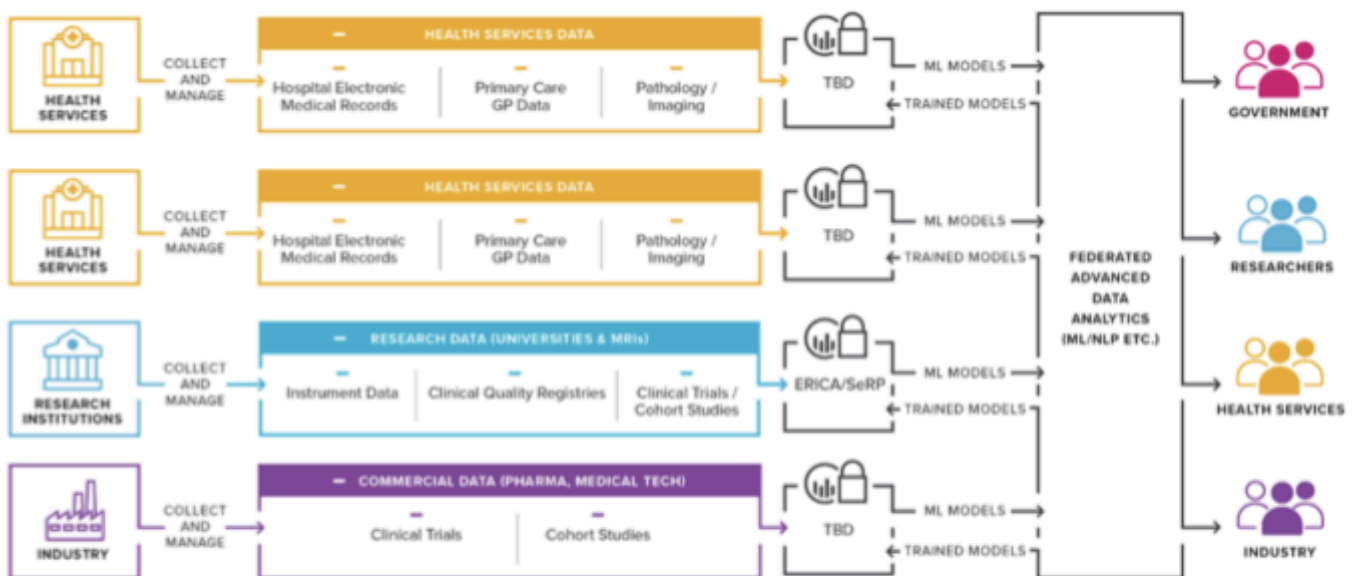 HEALTH
SERVICES
COLLECT
AND
MANAGE
HEALTH SERVICES DATA
Hospital Electronic
Medical Records
Primary Care
GP Data
Pathology /
Imaging
TBD
ML MODELS
TRAINED MODELS
HEALTH
SERVICES
COLLECT
AND
MANAGE
HEALTH SERVICES DATA
Hospital Electronic
Medical Records
Primary Care
GP Data
Pathology /
Imaging
TBD
ML MODELS
TRAINED MODELS
RESEARCH
INSTITUTIONS
COLLECT
AND
MANAGE
RESEARCH DATA (UNIVERSITIES & MRIs)
Instrument Data
Clinical Quality Registries
Clinical Trials /
Cohort Studies
ERICA/SeRP
ML MODELS
TRAINED MODELS
INDUSTRY
COLLECT
AND
MANAGE
COMMERCIAL DATA (PHARMA, MEDICAL TECH)
Clinical Trials
Cohort Studies
TBD
ML MODELS
TRAINED MODELS
FEDERATED
ADVANCED
DATA
ANALYTICS
(ML/NLP ETC.)
GOVERNMENT
RESEARCHERS
HEALTH SERVICES
INDUSTRY